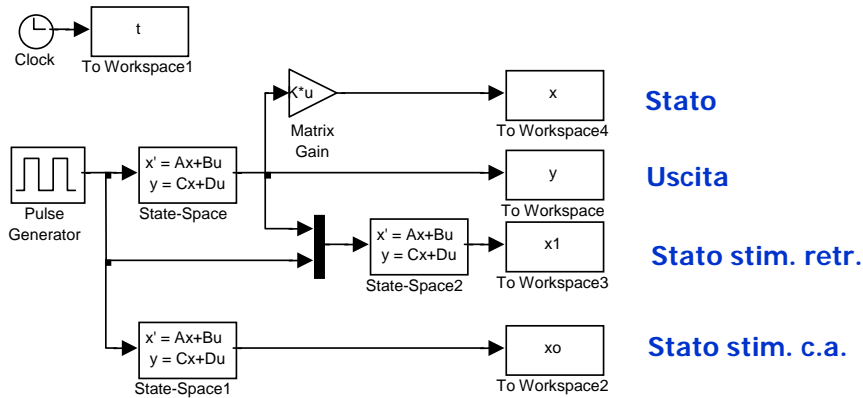 t
Clock
To Workspace1
K*u
x
Stato
Matrix
Gain
To Workspace4
x' = Ax+Bu
y = Cx+Du
y
Uscita
Pulse
Generator
State-Space
To Workspace
x' = Ax+Bu
y = Cx+Du
x1
Stato stim. retr.
State-Space2
To Workspace3
x' = Ax+Bu
y = Cx+Du
xo
Stato stim. c.a.
State-Space1
To Workspace2